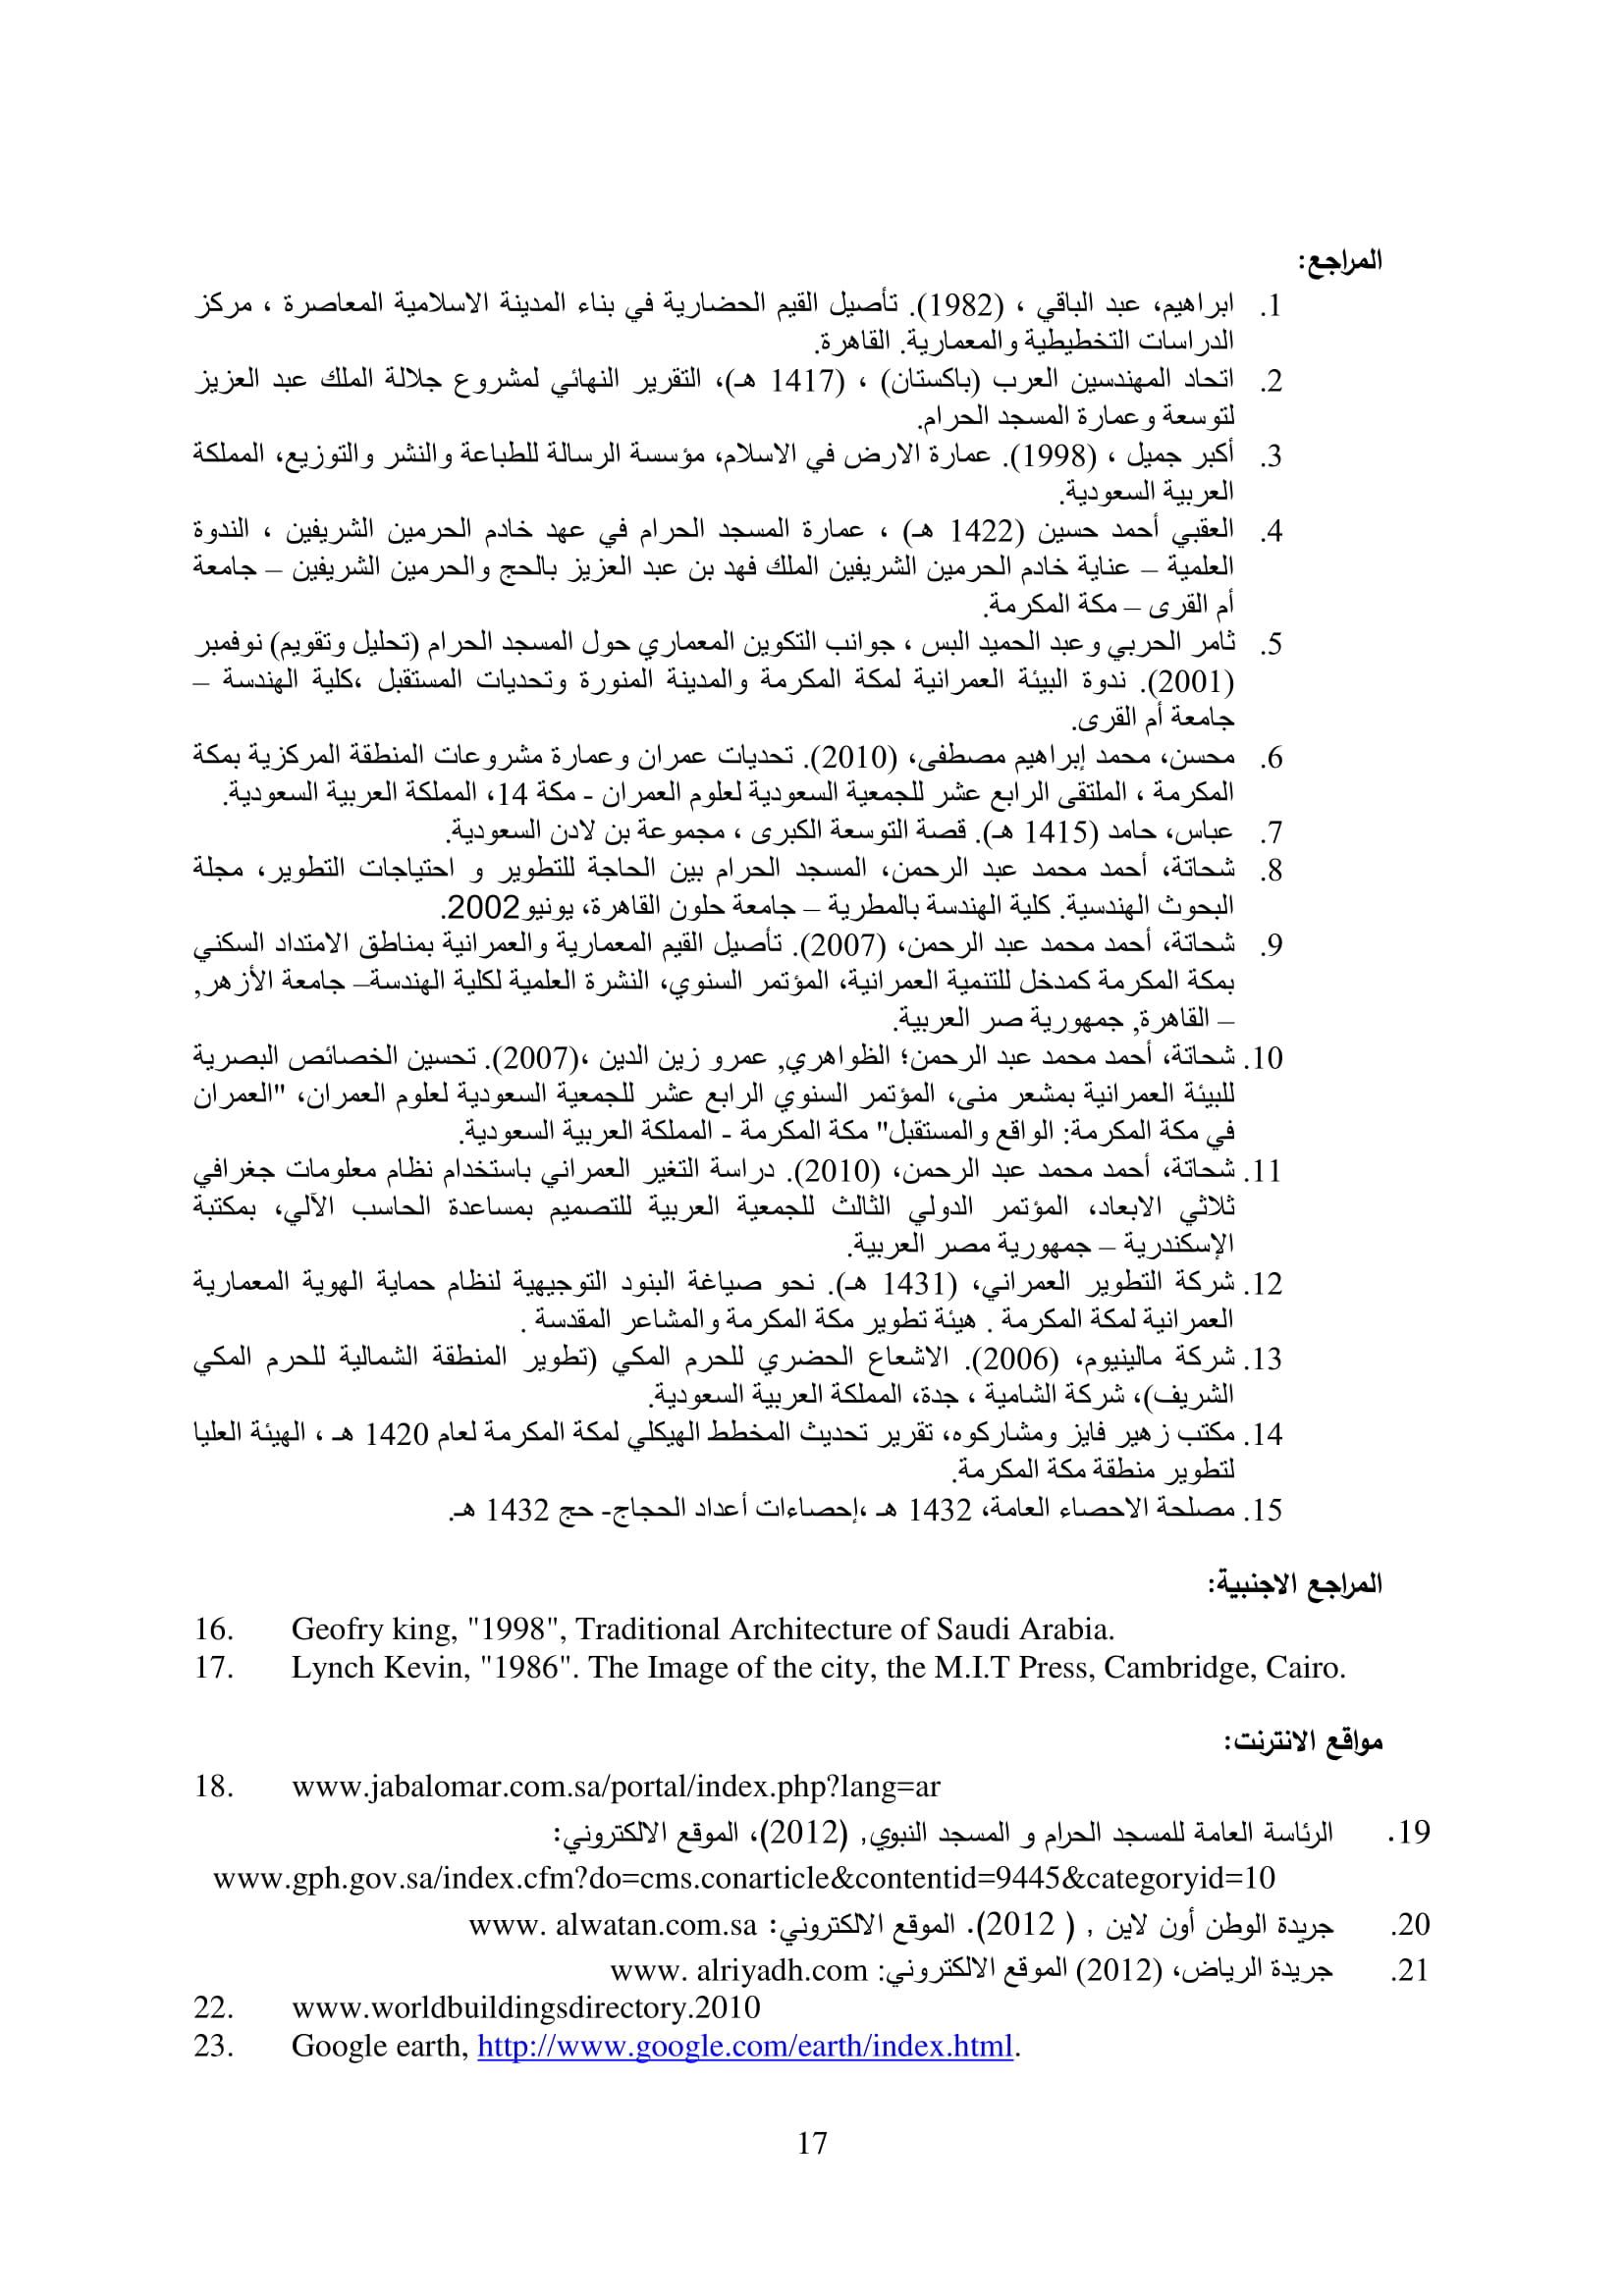 المراجع:
1. ابراهيم، عبد الباقي ، (1982). تأصيل القيم الحضارية في بناء المدينة الاسلامية المعاصرة ، مركز
الدراسات التخطيطية والمعمارية. القاهرة.
2. اتحاد المهندسين العرب (باكستان) ، (1417 هـ)، التقرير النهائي لمشروع جلالة الملك عبد العزيز
لتوسعة وعمارة المسجد الحرام.
3. أكبر جميل ، (1998). عمارة الارض في الاسلام، مؤسسة الرسالة للطباعة والنشر والتوزيع، المملكة
العربية السعودية.
4. العقبي أحمد حسين (1422 هـ) ، عمارة المسجد الحرام في عهد خادم الحرمين الشريفين ، الندوة
العلمية – عناية خادم الحرمين الشريفين الملك فهد بن عبد العزيز بالحج والحرمين الشريفين – جامعة
أم القرى – مكة المكرمة.
5. ثامر الحربي وعبد الحميد البس ، جوانب التكوين المعماري حول المسجد الحرام (تحليل وتقويم) نوفمبر
(2001). ندوة البيئة العمرانية لمكة المكرمة والمدينة المنورة وتحديات المستقبل ،كلية الهندسة –
جامعة أم القرى.
6. محسن، محمد إبراهيم مصطفى، (2010). تحديات عمران وعمارة مشروعات المنطقة المركزية بمكة
المكرمة ، الملتقى الرابع عشر للجمعية السعودية لعلوم العمران - مكة 14، المملكة العربية السعودية.
7. عباس، حامد (1415 هـ). قصة التوسعة الكبرى ، مجموعة بن لادن السعودية.
8. شحاتة، أحمد محمد عبد الرحمن، المسجد الحرام بين الحاجة للتطوير و احتياجات التطوير، مجلة
البحوث الهندسية. كلية الهندسة بالمطرية – جامعة حلون القاهرة، يونيو2002.
9. شحاتة، أحمد محمد عبد الرحمن، (2007). تأصيل القيم المعمارية والعمرانية بمناطق الامتداد السكني
بمكة المكرمة كمدخل للتنمية العمرانية، المؤتمر السنوي، النشرة العلمية لكلية الهندسة– جامعة الأزهر,
– القاهرة, جمهورية صر العربية.
10. شحاتة، أحمد محمد عبد الرحمن؛ الظواهري, عمرو زين الدين ،(2007). تحسين الخصائص البصرية
للبيئة العمرانية بمشعر منى، المؤتمر السنوي الرابع عشر للجمعية السعودية لعلوم العمران، "العمران
في مكة المكرمة: الواقع والمستقبل" مكة المكرمة - المملكة العربية السعودية.
11. شحاتة، أحمد محمد عبد الرحمن، (2010). دراسة التغير العمراني باستخدام نظام معلومات جغرافي
ثلاثي الابعاد، المؤتمر الدولي الثالث للجمعية العربية للتصميم بمساعدة الحاسب الآلي، بمكتبة
الإسكندرية – جمهورية مصر العربية.
12. شركة التطوير العمراني، (1431 هـ). نحو صياغة البنود التوجيهية لنظام حماية الهوية المعمارية
العمرانية لمكة المكرمة . هيئة تطوير مكة المكرمة والمشاعر المقدسة .
13. شركة مالينيوم، (2006). الاشعاع الحضري للحرم المكي (تطوير المنطقة الشمالية للحرم المكي
الشريف)، شركة الشامية ، جدة، المملكة العربية السعودية.
14. مكتب زهير فايز ومشاركوه، تقرير تحديث المخطط الهيكلي لمكة المكرمة لعام 1420 هـ ، الهيئة العليا
لتطوير منطقة مكة المكرمة.
15. مصلحة الاحصاء العامة، 1432 هـ ،إحصاءات أعداد الحجاج- حج 1432 هـ.
المراجع الاجنبية:
16. Geofry king, "1998", Traditional Architecture of Saudi Arabia.
17. Lynch Kevin, "1986". The Image of the city, the M.I.T Press, Cambridge, Cairo.
مواقع الانترنت:
18. www.jabalomar.com.sa/portal/index.php?lang=ar
19. الرئاسة العامة للمسجد الحرام و المسجد النبوي, (2012)، الموقع الالكتروني:
www.gph.gov.sa/index.cfm?do=cms.conarticle&contentid=9445&categoryid=10
20. جريدة الوطن أون لاين , ( 2012). الموقع الالكتروني: www. alwatan.com.sa
21. جريدة الرياض، (2012) الموقع الالكتروني: www. alriyadh.com
22. www.worldbuildingsdirectory.2010
23. Google earth, http://www.google.com/earth/index.html.
17